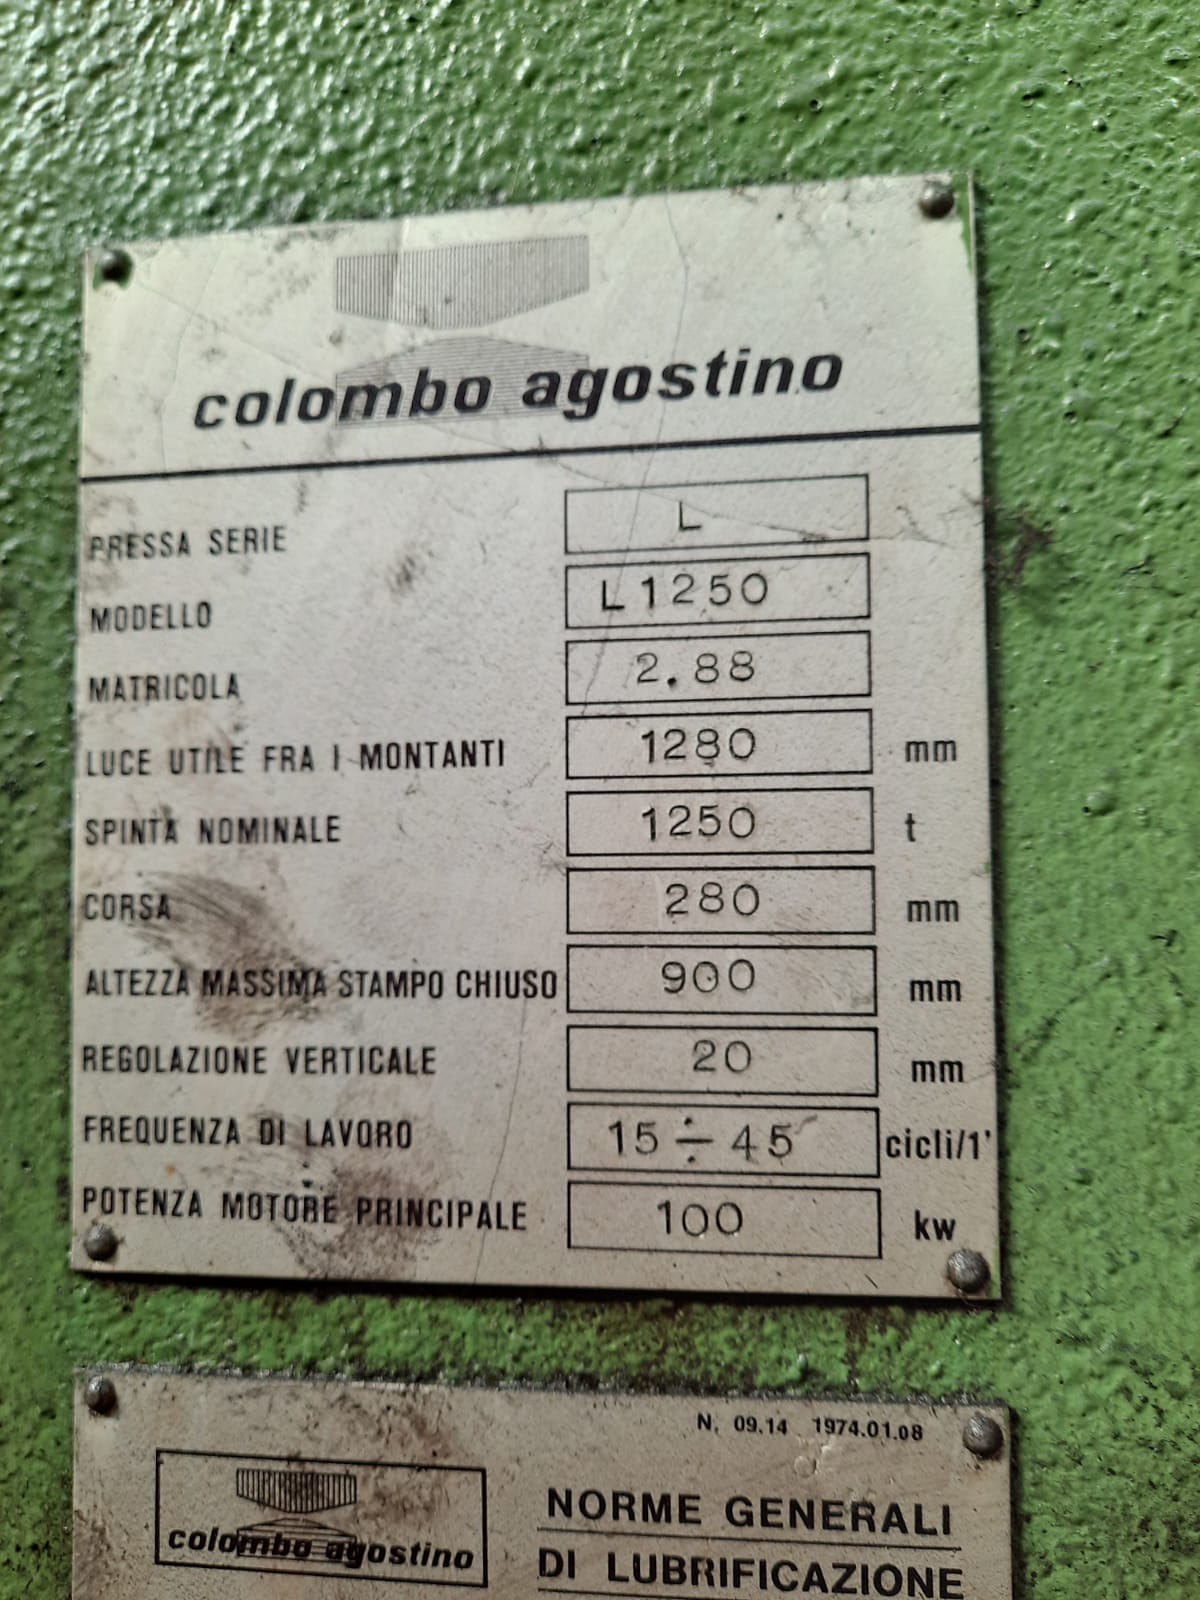 colombo agostino
PRESSA SERIE L
MODELLO L1250
MATRICOLA 2.88
LUCE UTILE FRA I MONTANTI 1280 mm
SPINTA NOMINALE 1250 t
CORSA 280 mm
ALTEZZA MASSIMA STAMPO CHIUSO 900 mm
REGOLAZIONE VERTICALE 20 mm
FREQUENZA DI LAVORO 15 ÷ 45 cicli/1'
POTENZA MOTORE PRINCIPALE 100 kw
N. 09.14 1974.01.08
colombo agostino
NORME GENERALI
DI LUBRIFICAZIONE